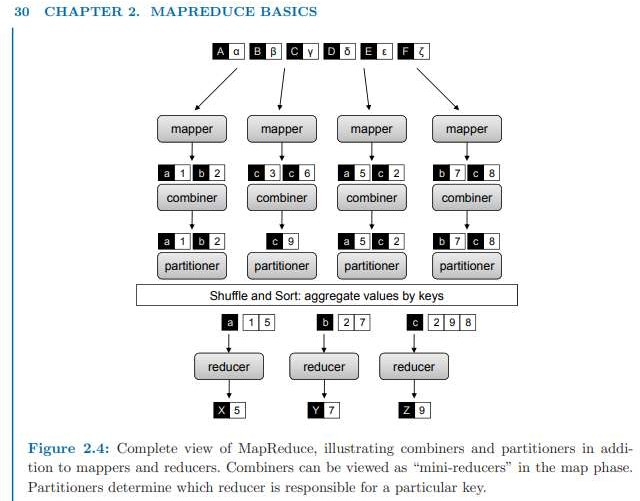 30 CHAPTER 2. MAPREDUCE BASICS
A α B β C γ D δ E ε F ζ
mapper mapper mapper mapper
a 1 b 2 c 3 c 6 a 5 c 2 b 7 c 8
combiner combiner combiner combiner
a 1 b 2 c 9 a 5 c 2 b 7 c 8
partitioner partitioner partitioner partitioner
Shuffle and Sort: aggregate values by keys
a 1 5 b 2 7 c 2 9 8
reducer reducer reducer
X 5 Y 7 Z 9
Figure 2.4: Complete view of MapReduce, illustrating combiners and partitioners in addi-
tion to mappers and reducers. Combiners can be viewed as “mini-reducers” in the map phase.
Partitioners determine which reducer is responsible for a particular key.